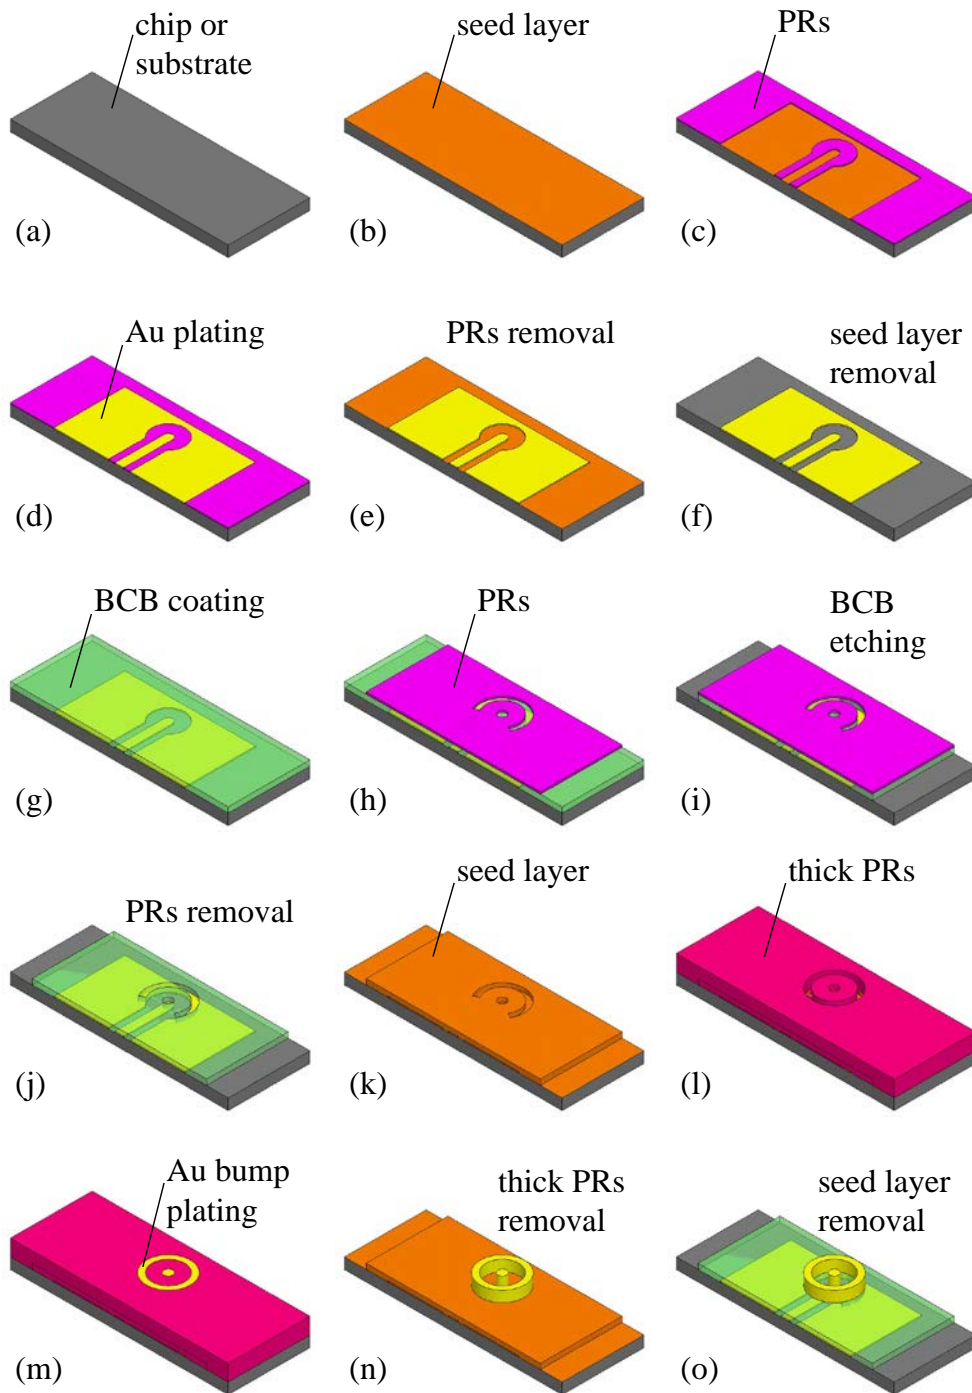 chip or
substrate
(a)
seed layer
(b)
PRs
(c)
Au plating
(d)
PRs removal
(e)
seed layer
removal
(f)
BCB coating
(g)
PRs
(h)
BCB
etching
(i)
PRs removal
(j)
seed layer
(k)
thick PRs
(l)
Au bump
plating
(m)
thick PRs
removal
(n)
seed layer
removal
(o)